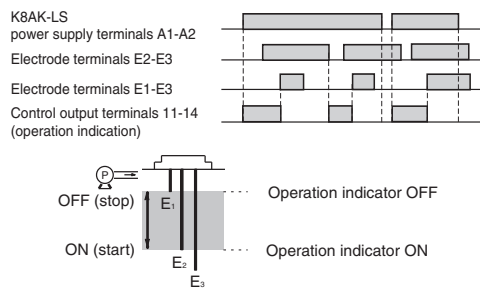 K8AK-LS
power supply terminals A1-A2
Electrode terminals E2-E3
Electrode terminals E1-E3
Control output terminals 11-14
(operation indication)
P
OFF (stop)
E1
Operation indicator OFF
ON (start)
E2
Operation indicator ON
E3